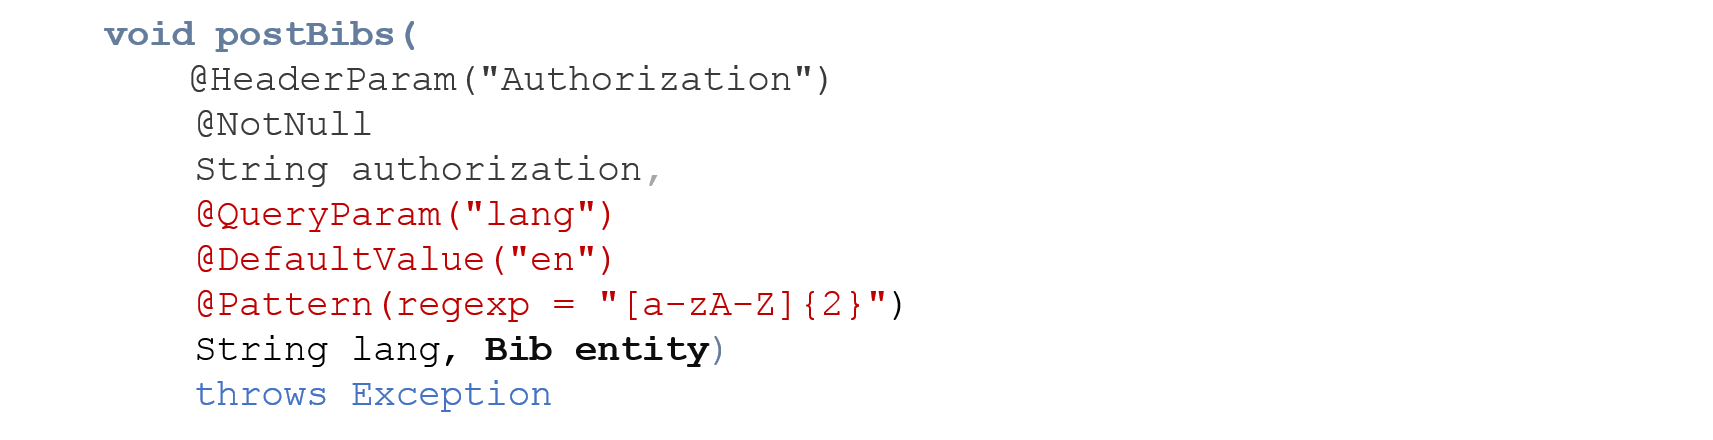 void postBibs(
@HeaderParam("Authorization")
@NotNull
String authorization,
@QueryParam("lang")
@DefaultValue("en")
@Pattern(regexp = "[a-zA-Z]{2}")
String lang, Bib entity)
throws Exception